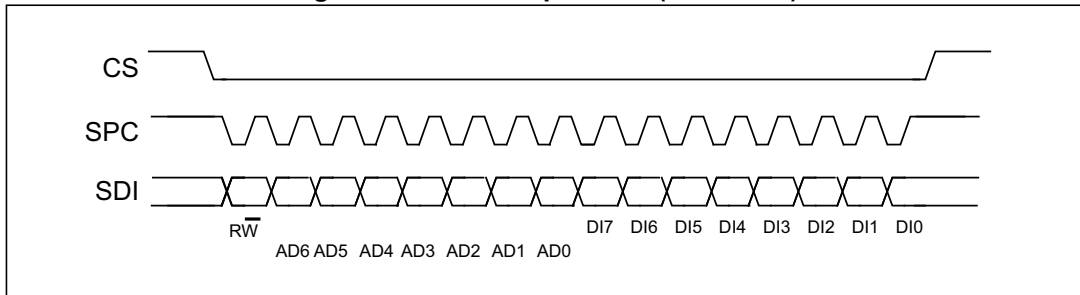 CS
SPC
SDI
RW
DI7 DI6 DI5 DI4 DI3 DI2 DI1 DI0
AD6 AD5 AD4 AD3 AD2 AD1 AD0